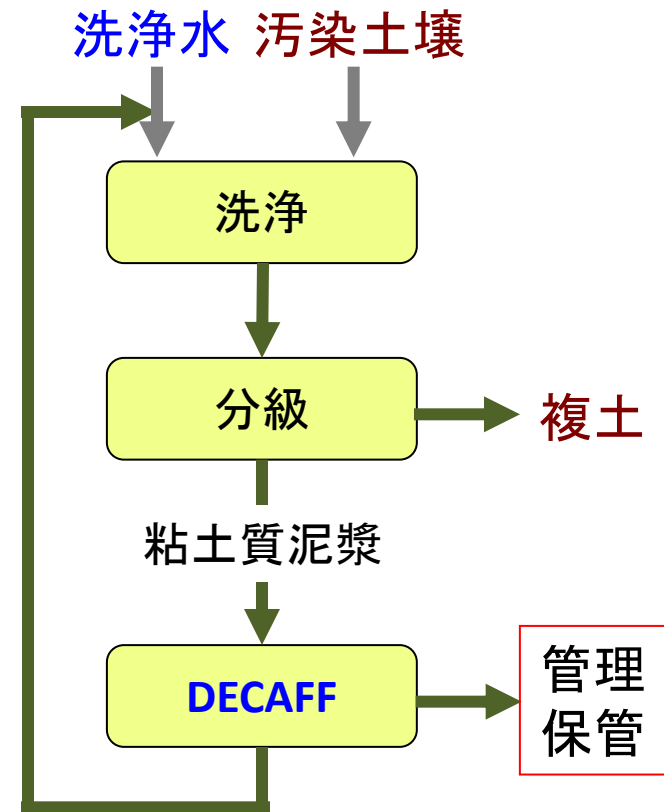 洗浄水 汚染土壌
洗浄
分級
複土
粘土質泥漿
DECAFF
管理
保管